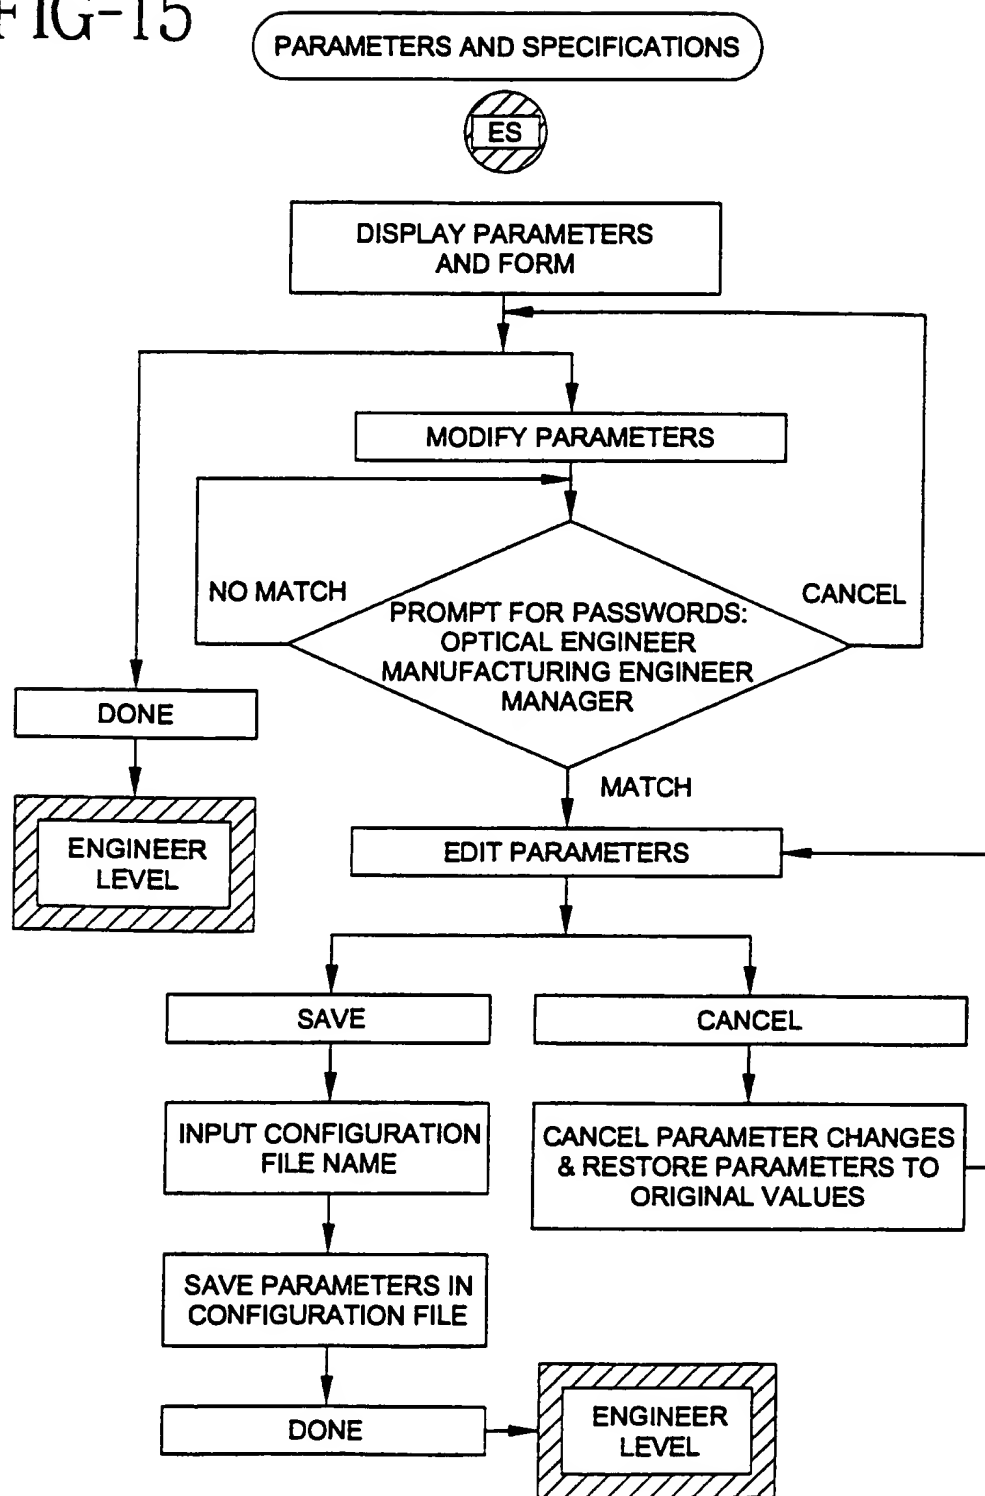 FIG-15
PARAMETERS AND SPECIFICATIONS
ES
DISPLAY PARAMETERS
AND FORM
MODIFY PARAMETERS
NO MATCH
CANCEL
PROMPT FOR PASSWORDS:
OPTICAL ENGINEER
MANUFACTURING ENGINEER
MANAGER
DONE
MATCH
ENGINEER
LEVEL
EDIT PARAMETERS
SAVE
CANCEL
INPUT CONFIGURATION
FILE NAME
CANCEL PARAMETER CHANGES
& RESTORE PARAMETERS TO
ORIGINAL VALUES
SAVE PARAMETERS IN
CONFIGURATION FILE
DONE
ENGINEER
LEVEL